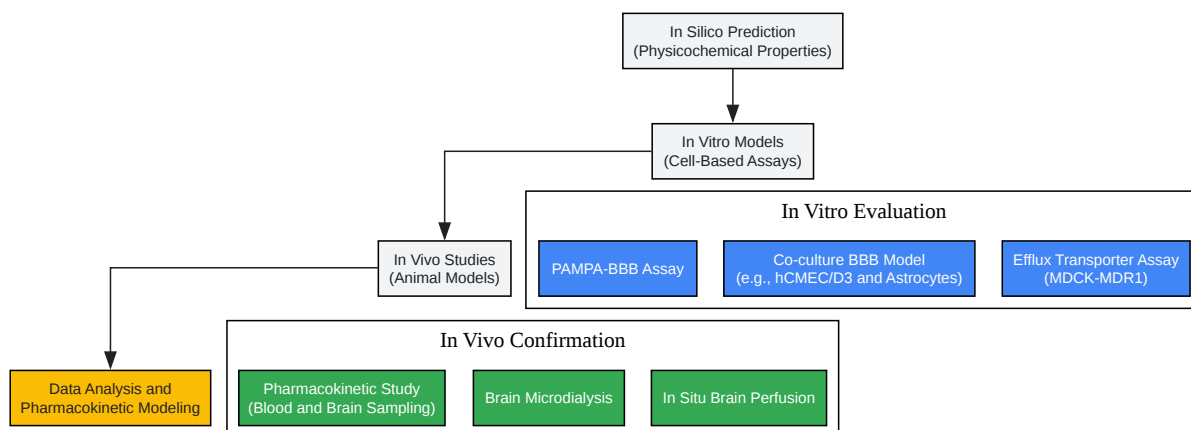 In Silico Prediction
(Physicochemical Properties)
In Vitro Models
(Cell-Based Assays)
In Vitro Evaluation
In Vivo Studies
(Animal Models)
PAMPA-BBB Assay
Co-culture BBB Model
(e.g., hCMEC/D3 and Astrocytes)
Efflux Transporter Assay
(MDCK-MDR1)
In Vivo Confirmation
Data Analysis and
Pharmacokinetic Modeling
Pharmacokinetic Study
(Blood and Brain Sampling)
Brain Microdialysis
In Situ Brain Perfusion